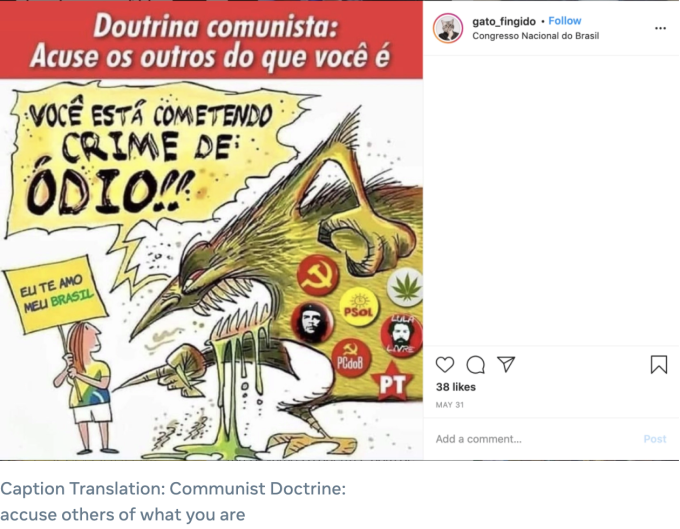 Doutrina comunista:
Acuse os outros do que você é
VOCÊ ESTÁ COMETENDO
CRIME DE:
ÓDIO!!
EU TE AMO
MEU BRASIL
PSOL
LULA
LIVRE
PCdoB
PT
gato_fingido • Follow
Congresso Nacional do Brasil
38 likes
MAY 31
Add a comment...
Post
Caption Translation: Communist Doctrine:
accuse others of what you are